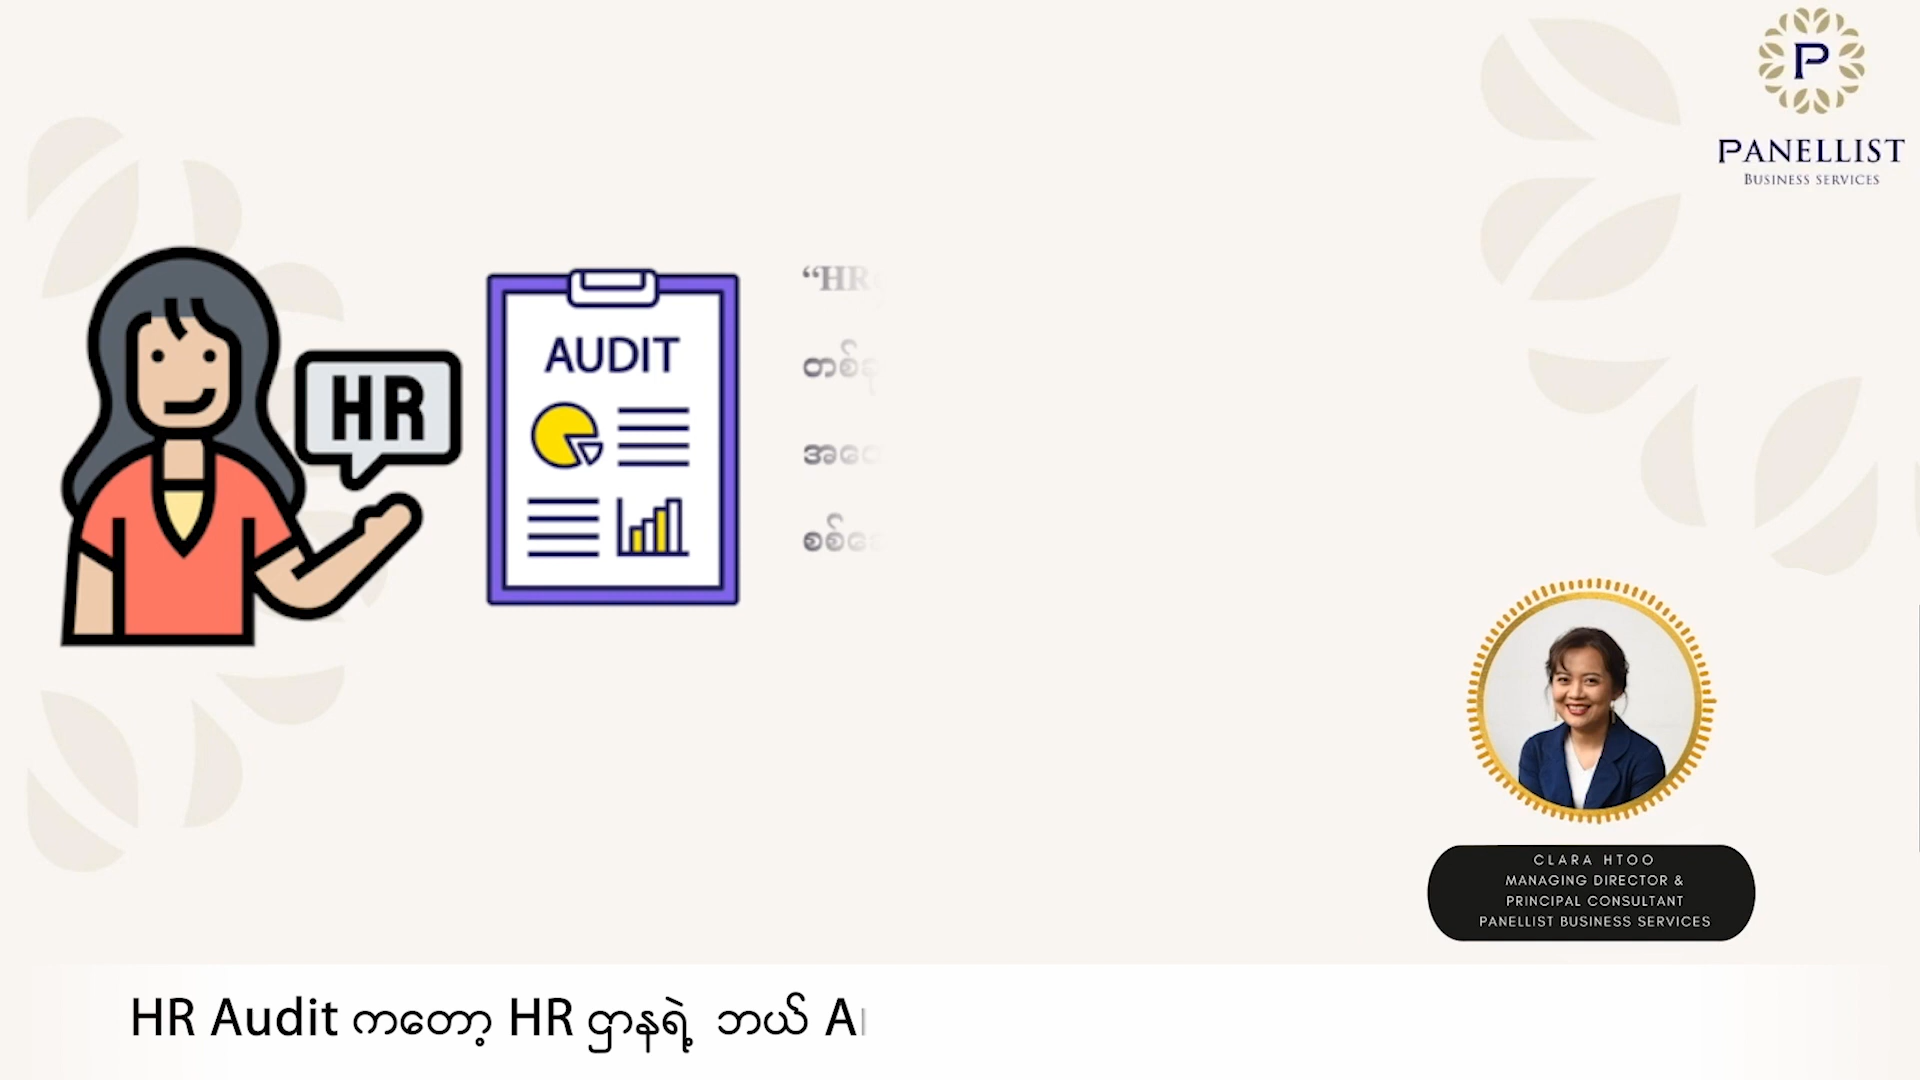 P
PANELLIST
BUSINESS SERVICES
HR
AUDIT
“HR
CLARA HTOO
MANAGING DIRECTOR &
PRINCIPAL CONSULTANT
PANELLIST BUSINESS SERVICES
HR Audit ကတော့ HR ဌာနရဲ့ ဘယ် A